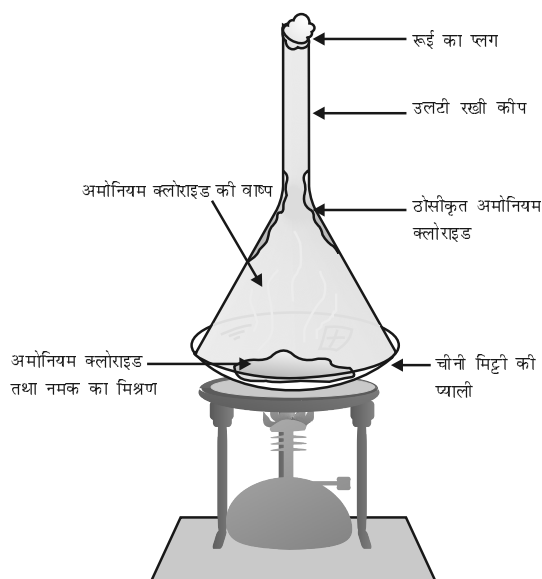 रूई का प्लग
उलटी रखी कीप
अमोनियम क्लोराइड की वाष्प
ठोसीकृत अमोनियम
क्लोराइड
अमोनियम क्लोराइड
तथा नमक का मिश्रण
चीनी मिट्टी की
प्याली